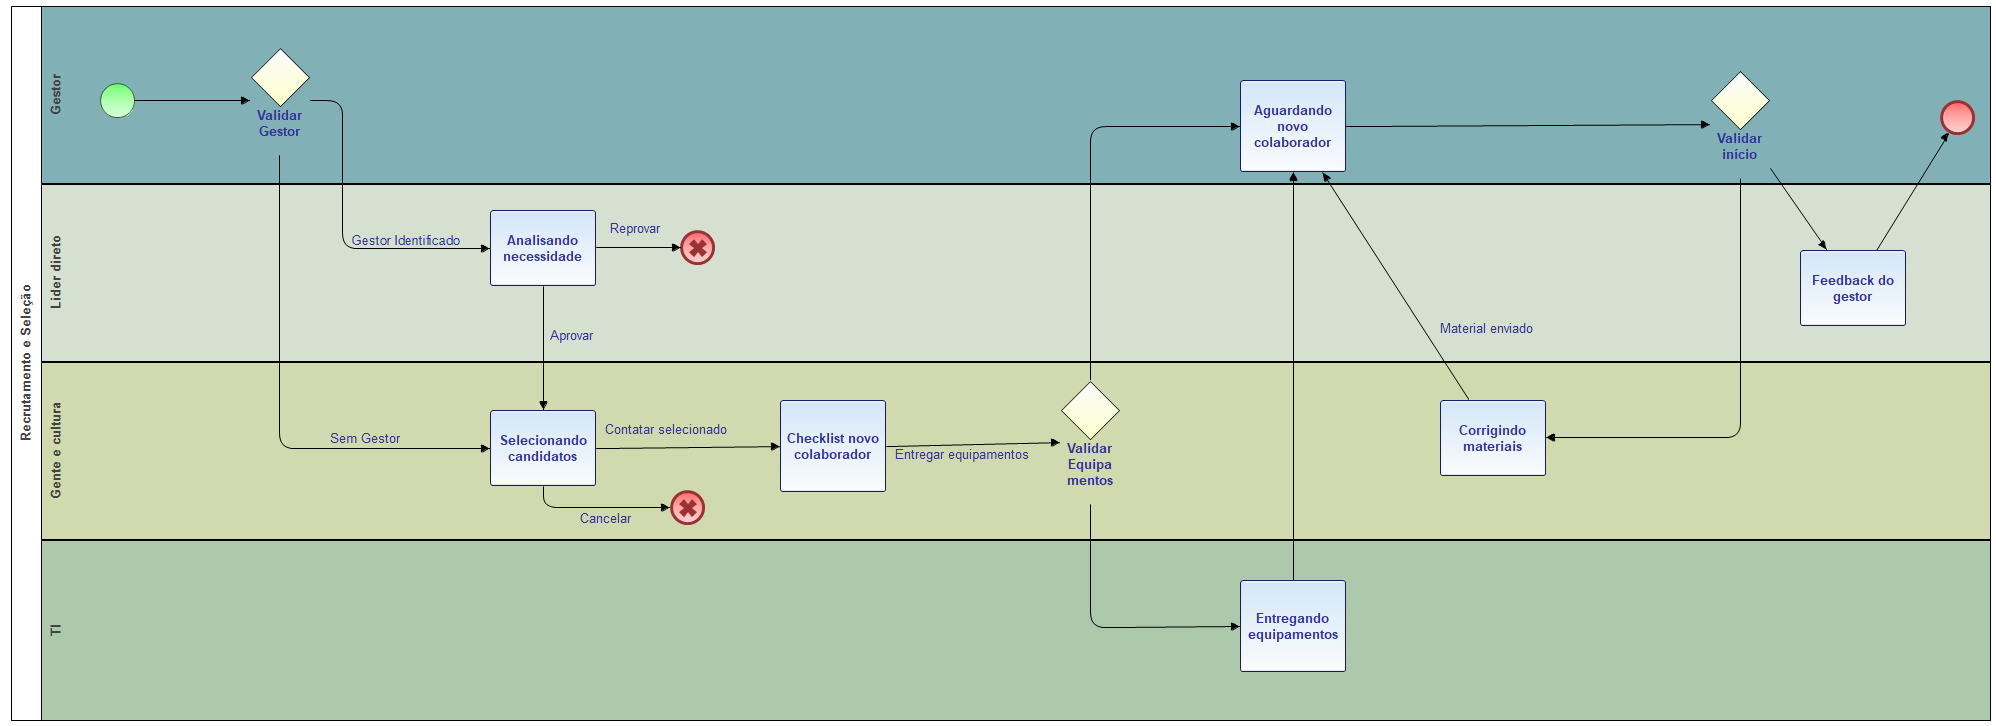 Recrutamento e Seleção
Gestor
Validar
Gestor
Aguardando
novo
colaborador
Validar
início
Lider direto
Gestor Identificado
Analisando
necessidade
Reprovar
Aprovar
Material enviado
Feedback do
gestor
Gente e cultura
Sem Gestor
Selecionando
candidatos
Contatar selecionado
Cancelar
Checklist novo
colaborador
Entregar equipamentos
Validar
Equipa
mentos
Corrigindo
materiais
TI
Entregando
equipamentos